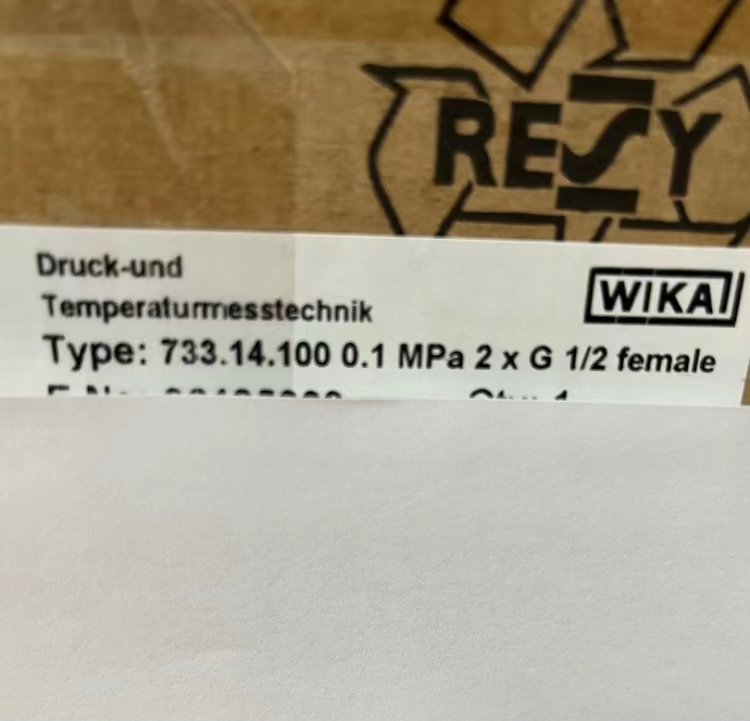 RESY
Druck-und
WIKA
Temperaturmesstechnik
Type: 733.14.100 0.1 MPa 2 x G 1/2 female